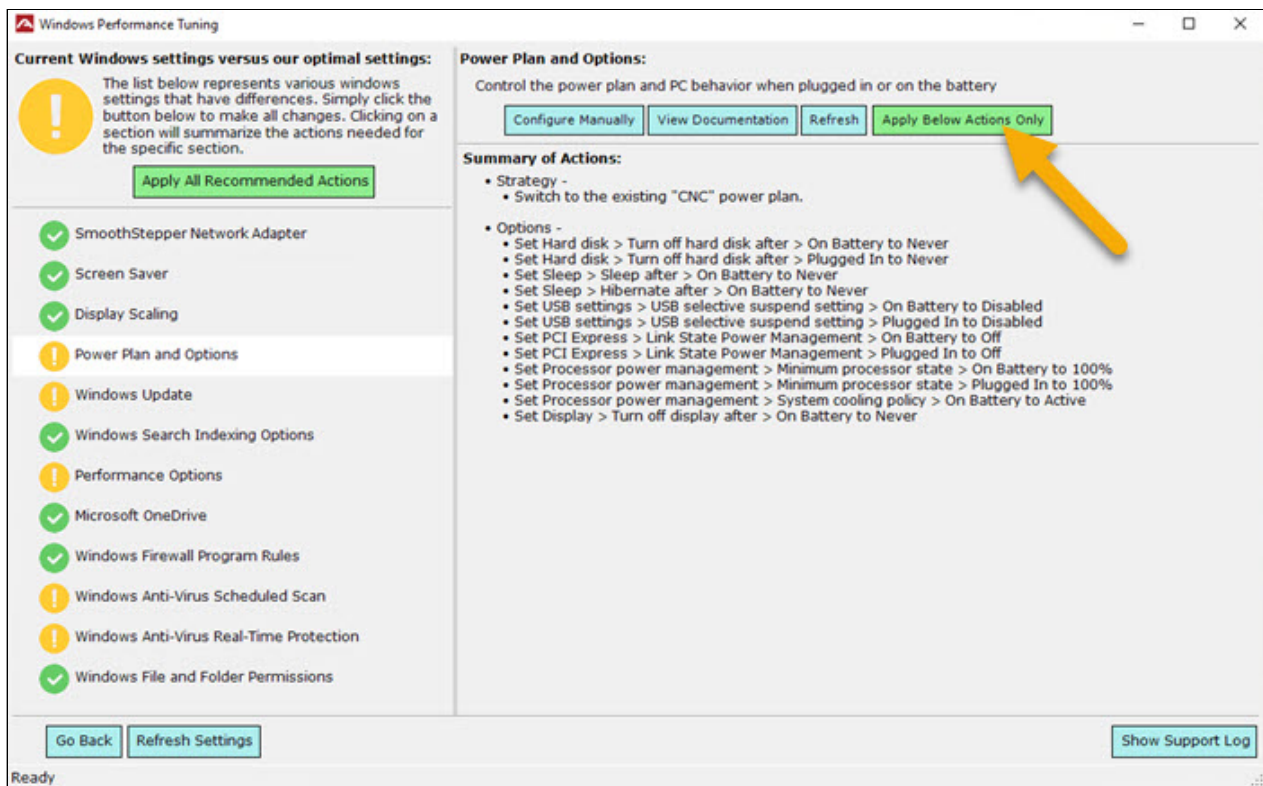 Windows Performance Tuning
Current Windows settings versus our optimal settings:
The list below represents various windows
settings that have differences. Simply click the
button below to make all changes. Clicking on a
section will summarize the actions needed for
the specific section.
Apply All Recommended Actions
SmoothStepper Network Adapter
Screen Saver
Display Scaling
Power Plan and Options
Windows Update
Windows Search Indexing Options
Performance Options
Microsoft OneDrive
Windows Firewall Program Rules
Windows Anti-Virus Scheduled Scan
Windows Anti-Virus Real-Time Protection
Windows File and Folder Permissions
Power Plan and Options:
Control the power plan and PC behavior when plugged in or on the battery
Configure Manually View Documentation Refresh Apply Below Actions Only
Summary of Actions:
• Strategy -
• Switch to the existing "CNC" power plan.
• Options -
• Set Hard disk > Turn off hard disk after > On Battery to Never
• Set Hard disk > Turn off hard disk after > Plugged In to Never
• Set Sleep > Sleep after > On Battery to Never
• Set Sleep > Hibernate after > On Battery to Never
• Set USB settings > USB selective suspend setting > On Battery to Disabled
• Set USB settings > USB selective suspend setting > Plugged In to Disabled
• Set PCI Express > Link State Power Management > On Battery to Off
• Set PCI Express > Link State Power Management > Plugged In to Off
• Set Processor power management > Minimum processor state > On Battery to 100%
• Set Processor power management > Minimum processor state > Plugged In to 100%
• Set Processor power management > System cooling policy > On Battery to Active
• Set Display > Turn off display after > On Battery to Never
Go Back Refresh Settings Show Support Log
Ready